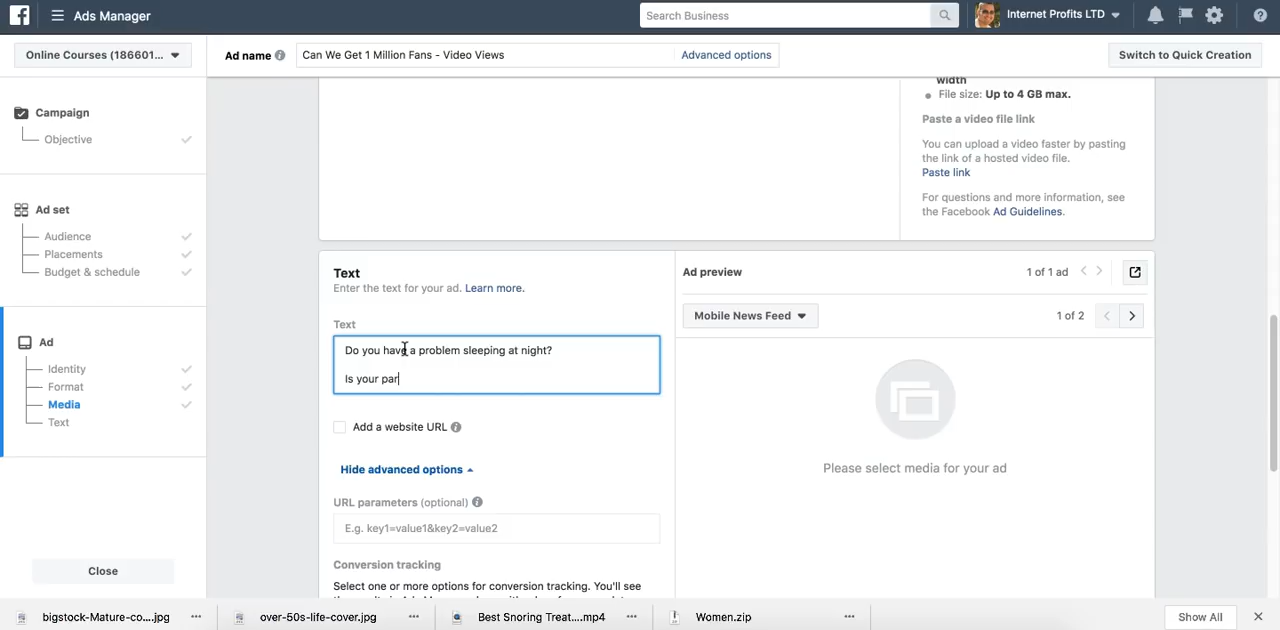 Ads Manager
Search Business
Internet Profits LTD
Online Courses (186601...
Ad name
Can We Get 1 Million Fans - Video Views
Advanced options
Switch to Quick Creation
Campaign
Objective
Ad set
Audience
Placements
Budget & schedule
Ad
Identity
Format
Media
Text
Close
width
File size: Up to 4 GB max.
Paste a video file link
You can upload a video faster by pasting
the link of a hosted video file.
Paste link
For questions and more information, see
the Facebook Ad Guidelines.
Text
Enter the text for your ad. Learn more.
Text
Do you have a problem sleeping at night?
Is your par
Add a website URL
Hide advanced options
URL parameters (optional)
E.g. key1=value1&key2=value2
Conversion tracking
Select one or more options for conversion tracking. You'll see
Ad preview
1 of 1 ad
Mobile News Feed
1 of 2
Please select media for your ad
bigstock-Mature-co....jpg
over-50s-life-cover.jpg
Best Snoring Treat....mp4
Women.zip
Show All